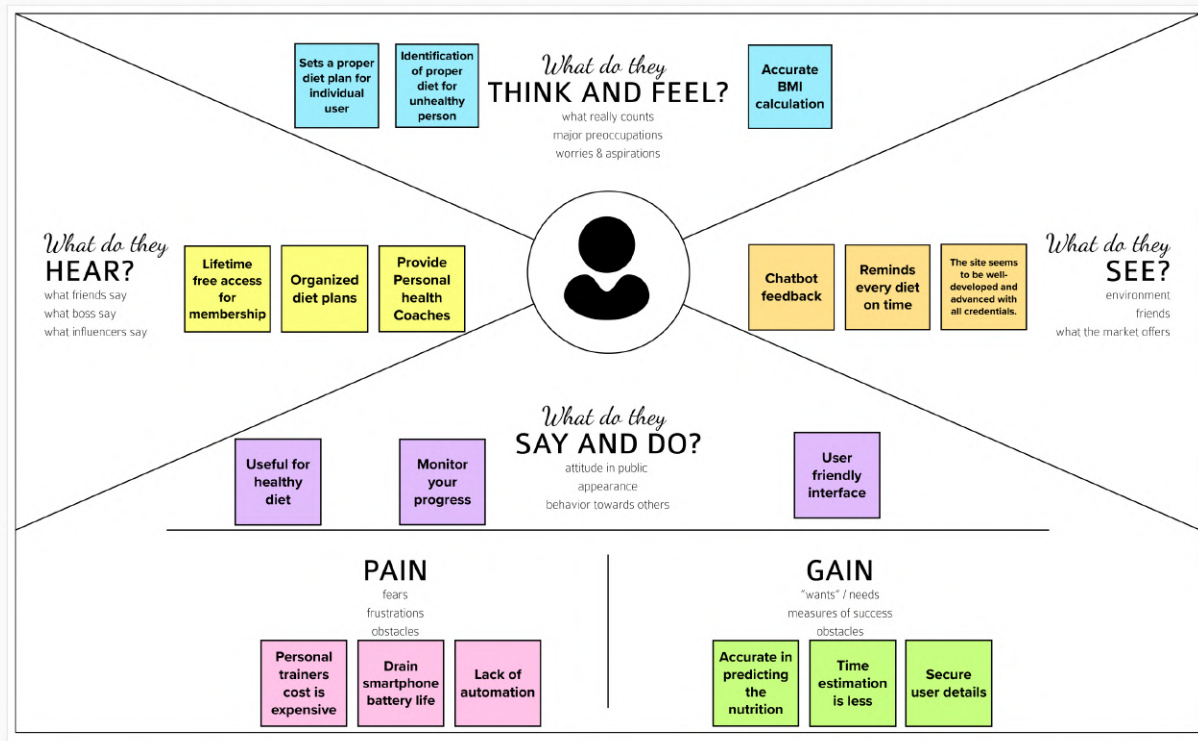 Sets a proper
diet plan for
individual
user
Identification
of proper
diet for
unhealthy
person
What do they
THINK AND FEEL?
what really counts
major preoccupations
worries & aspirations
Accurate
BMI
calculation
What do they
HEAR?
what friends say
what boss say
what influencers say
Lifetime
free access
for
membership
Organized
diet plans
Provide
Personal
health
Coaches
Chatbot
feedback
Reminds
every diet
on time
The site seems
to be well-
developed and
advanced with
all credentials.
What do they
SEE?
environment
friends
what the market offers
What do they
SAY AND DO?
attitude in public
appearance
behavior towards others
Useful for
healthy
diet
Monitor
your
progress
User
friendly
interface
PAIN
fears
frustrations
obstacles
Personal
trainers
cost is
expensive
Drain
smartphone
battery life
Lack of
automation
GAIN
"wants" / needs
measures of success
obstacles
Accurate in
predicting
the
nutrition
Time
estimation
is less
Secure
user details